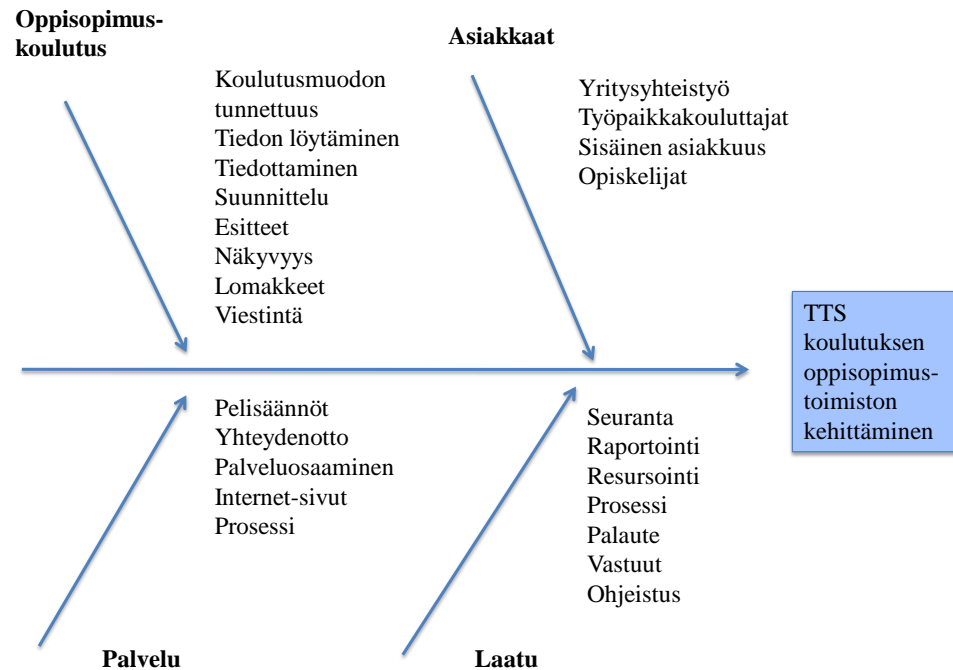 Oppisopimus-
koulutus
Koulutusmuodon
tunnettuus
Tiedon löytäminen
Tiedottaminen
Suunnittelu
Esitteet
Näkyvyys
Lomakkeet
Viestintä
Asiakkaat
Yritysyhteistyö
Työpaikkakouluttajat
Sisäinen asiakkuus
Opiskelijat
TTS
koulutuksen
oppisopimus-
toimiston
kehittäminen
Pelisäännöt
Yhteydenotto
Palveluosaaminen
Internet-sivut
Prosessi
Palvelu
Seuranta
Raportointi
Resursointi
Prosessi
Palaute
Vastuut
Ohjeistus
Laatu